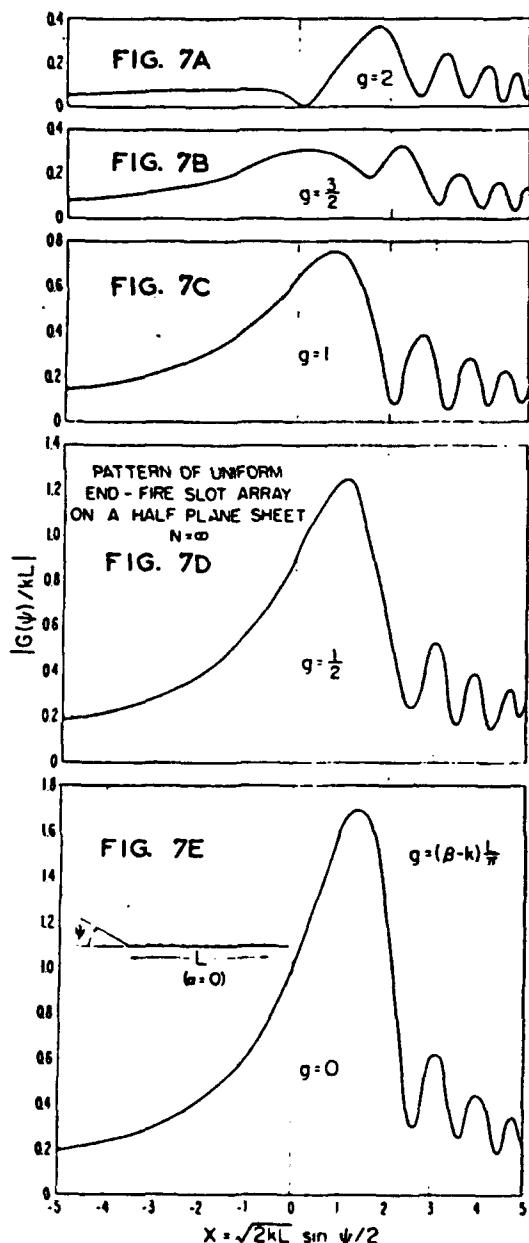 FIG. 7A
0.4
0.2
0
g=2
FIG. 7B
0.4
0.2
0
g=3/2
FIG. 7C
0.8
0.6
0.4
0.2
0
g=1
PATTERN OF UNIFORM
END-FIRE SLOT ARRAY
ON A HALF PLANE SHEET
N=∞
FIG. 7D
1.4
1.2
1.0
0.8
0.6
0.4
0.2
0
g=1/2
|G(ψ)/kL|
FIG. 7E
1.6
1.4
1.2
1.0
0.8
0.6
0.4
0.2
0
g=(β-k)L/π
ψ
L
(a=0)
g=0
-5 -4 -3 -2 -1 0 1 2 3 4 5
X=√2kL sin ψ/2